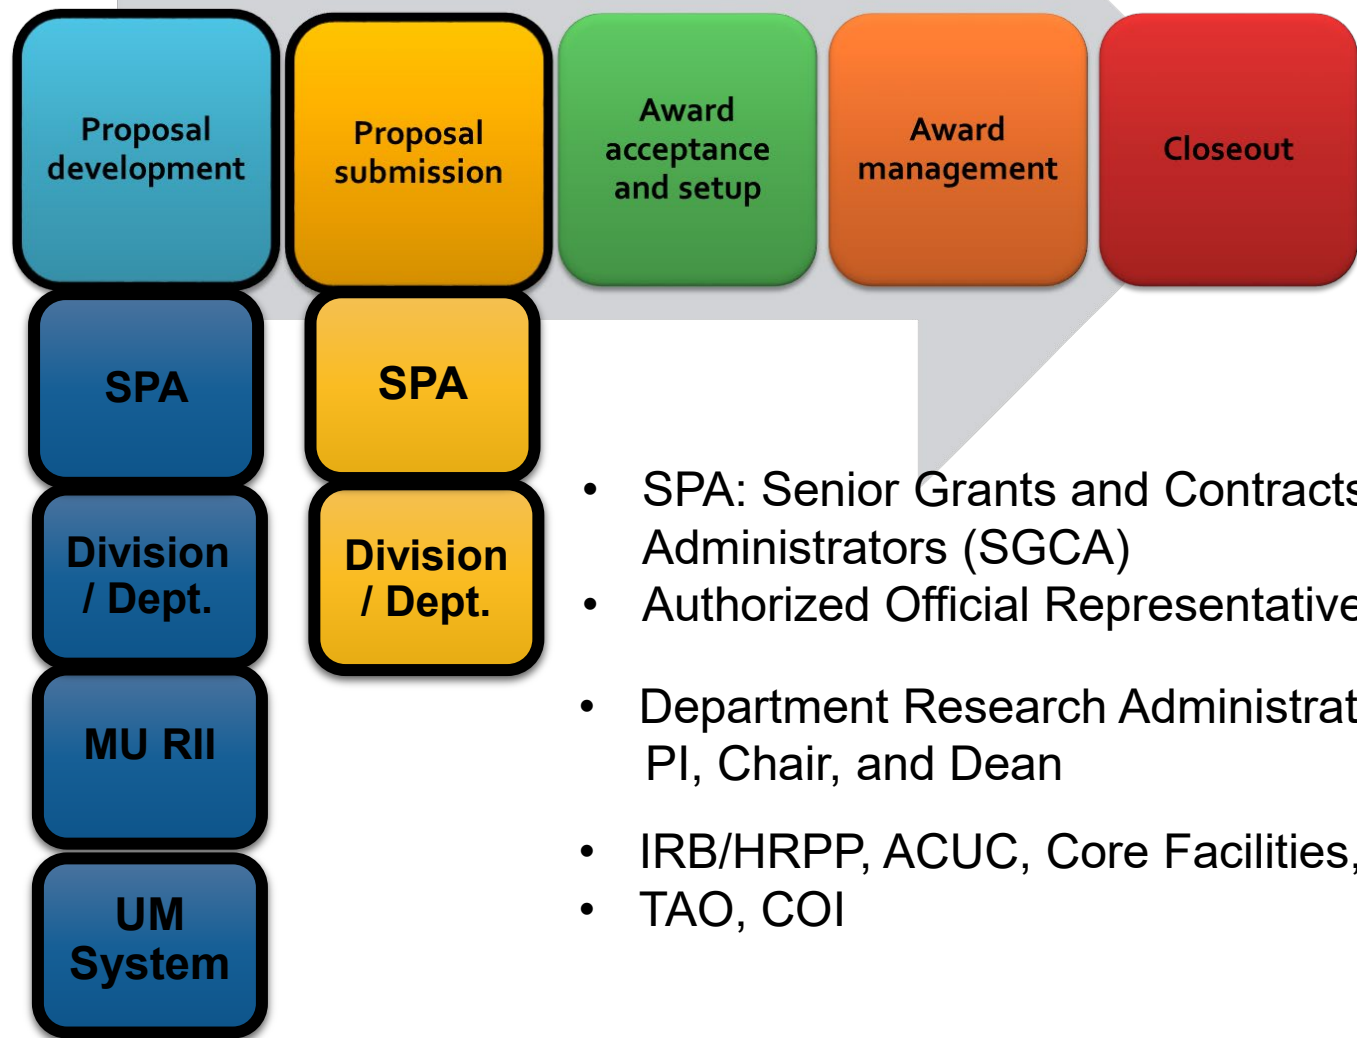 Proposal
development
Proposal
submission
Award
acceptance
and setup
Award
management
Closeout
SPA
Division
/ Dept.
MU RII
UM
System
SPA
Division
/ Dept.
• SPA: Senior Grants and Contracts
Administrators (SGCA)
• Authorized Official Representative
• Department Research Administrat
PI, Chair, and Dean
• IRB/HRPP, ACUC, Core Facilities,
• TAO, COI